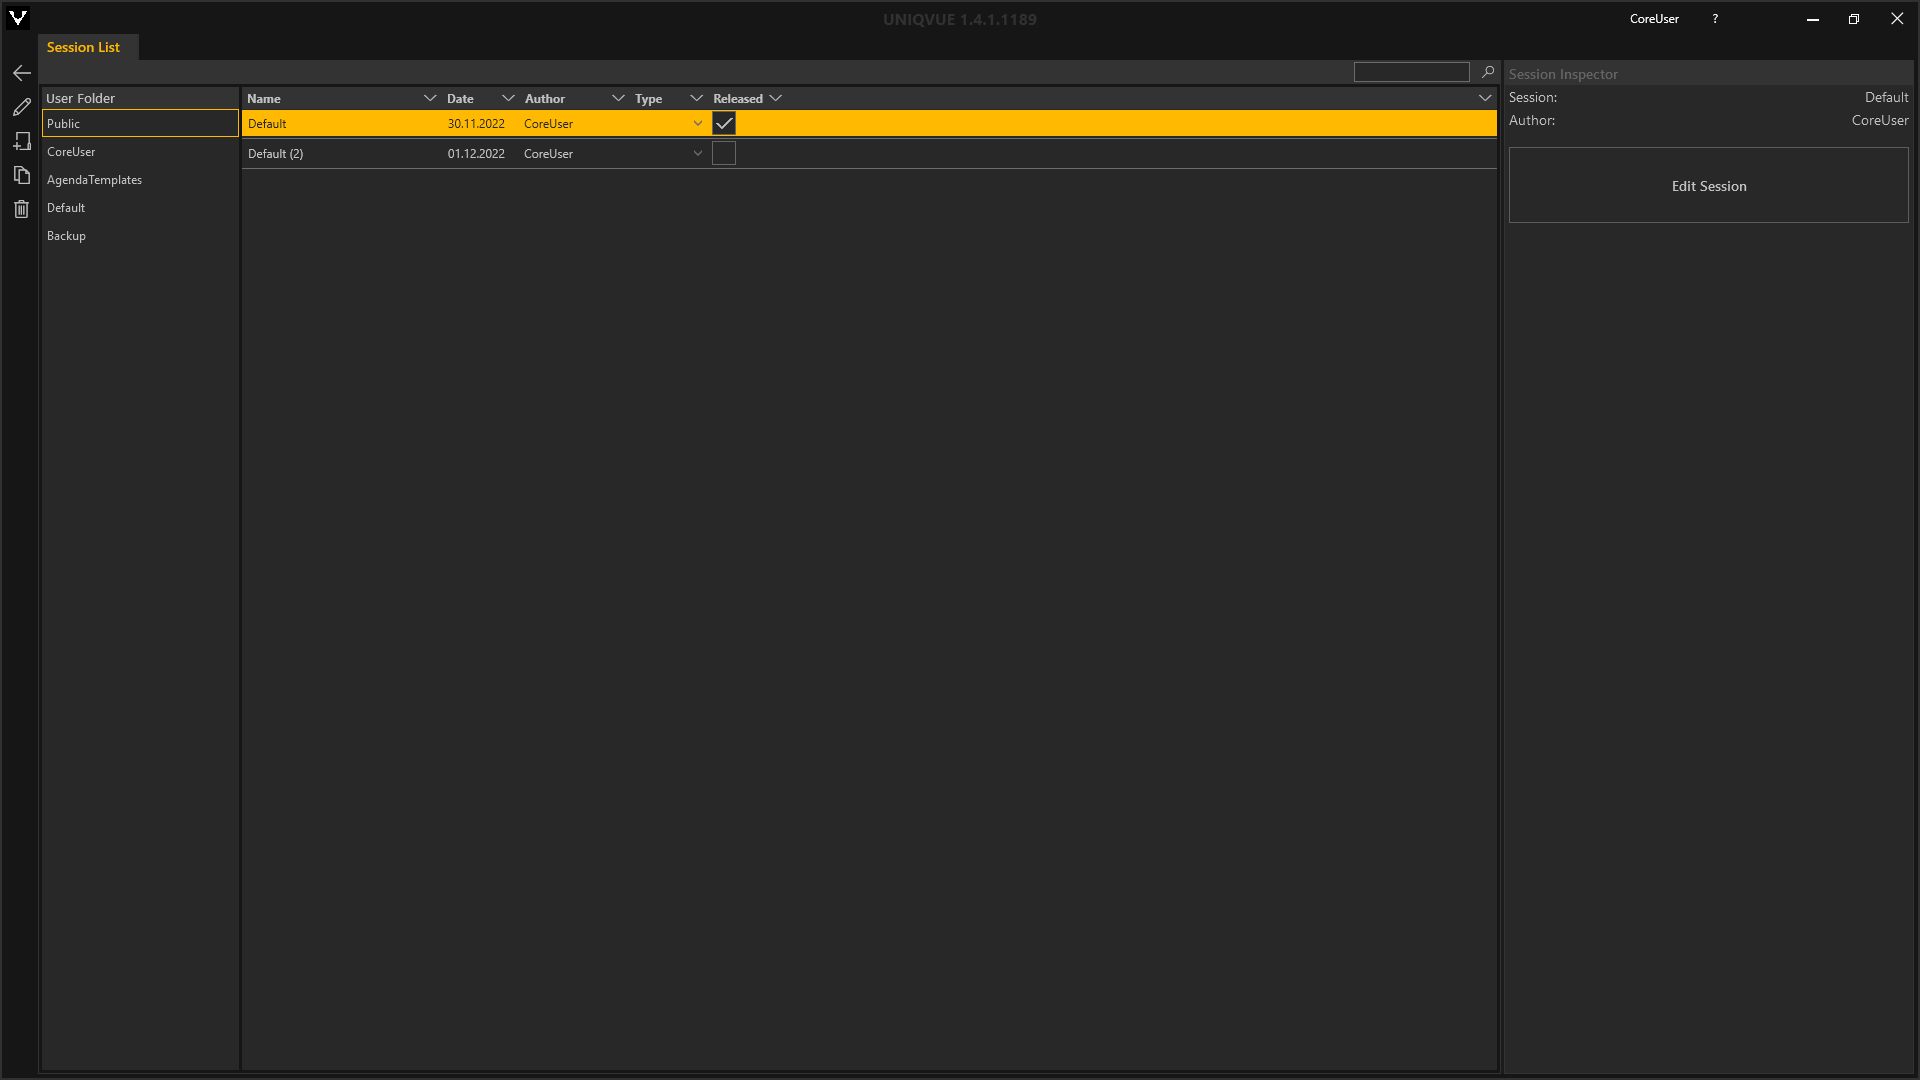 UNIQVUE 1.4.1.1189
CoreUser ?
Session List
Session Inspector
User Folder
Name Date Author Type Released
Session: Default
Public
Default 30.11.2022 CoreUser
Author: CoreUser
CoreUser
Default (2) 01.12.2022 CoreUser
AgendaTemplates
Edit Session
Default
Backup